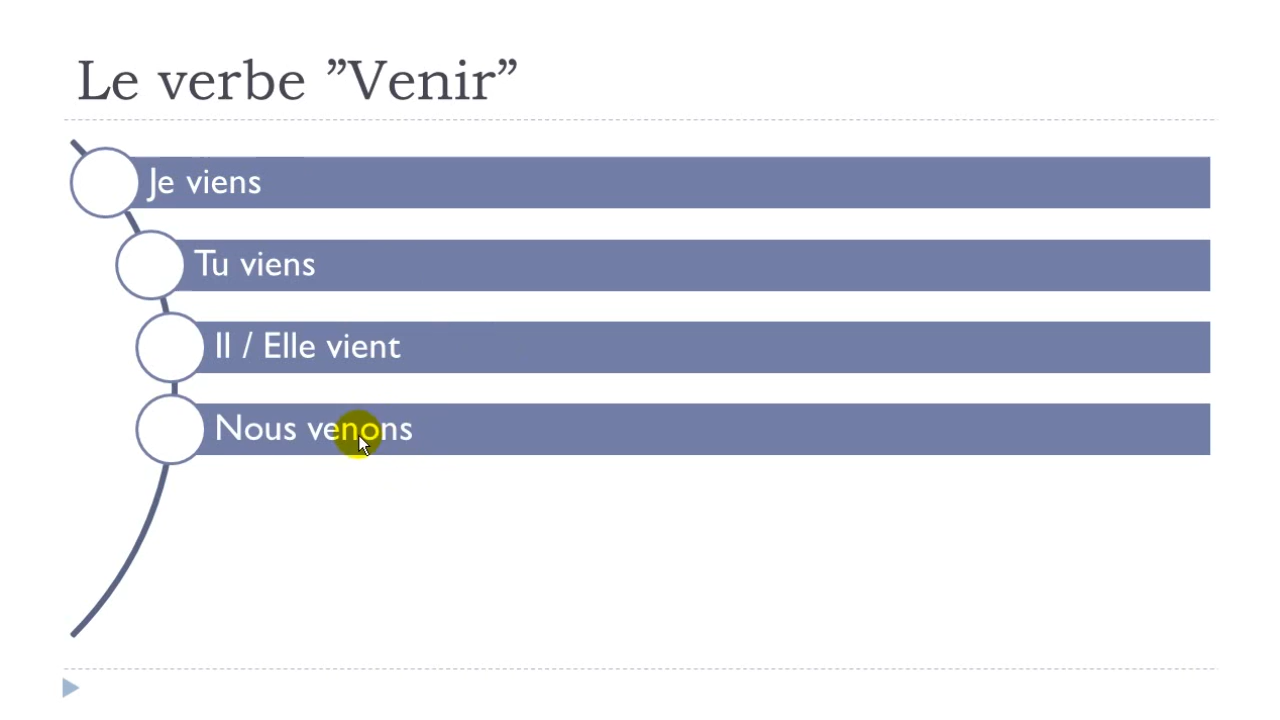 Le verbe ”Venir”
Je viens
Tu viens
Il / Elle vient
Nous venons